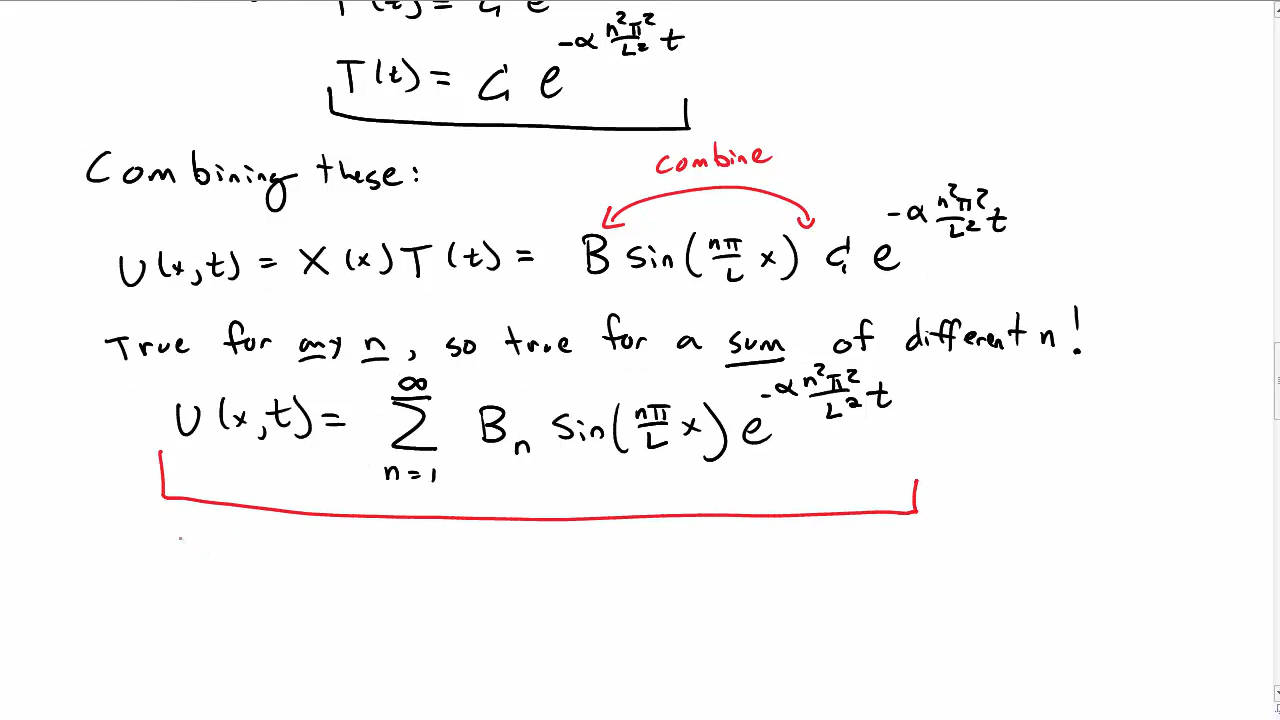 T(t) = C₁ e
T(t) = C₁ e^{-α n²π²/L² t}
combine
Combining these:
U(x,t) = X(x)T(t) = B sin(nπ/L x) C₁ e^{-α n²π²/L² t}
True for any n, so true for a sum of different n!
U(x,t) = ∑_{n=1}^{∞} B_n sin(nπ/L x) e^{-α n²π²/L² t}